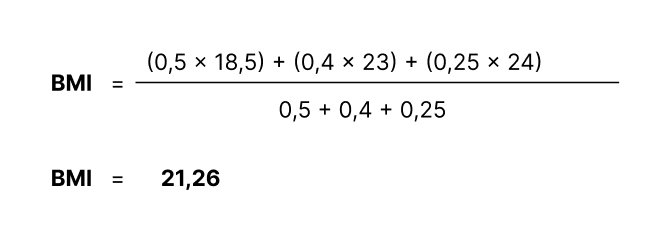 BMI = (0,5 × 18,5) + (0,4 × 23) + (0,25 × 24)
0,5 + 0,4 + 0,25
BMI = 21,26